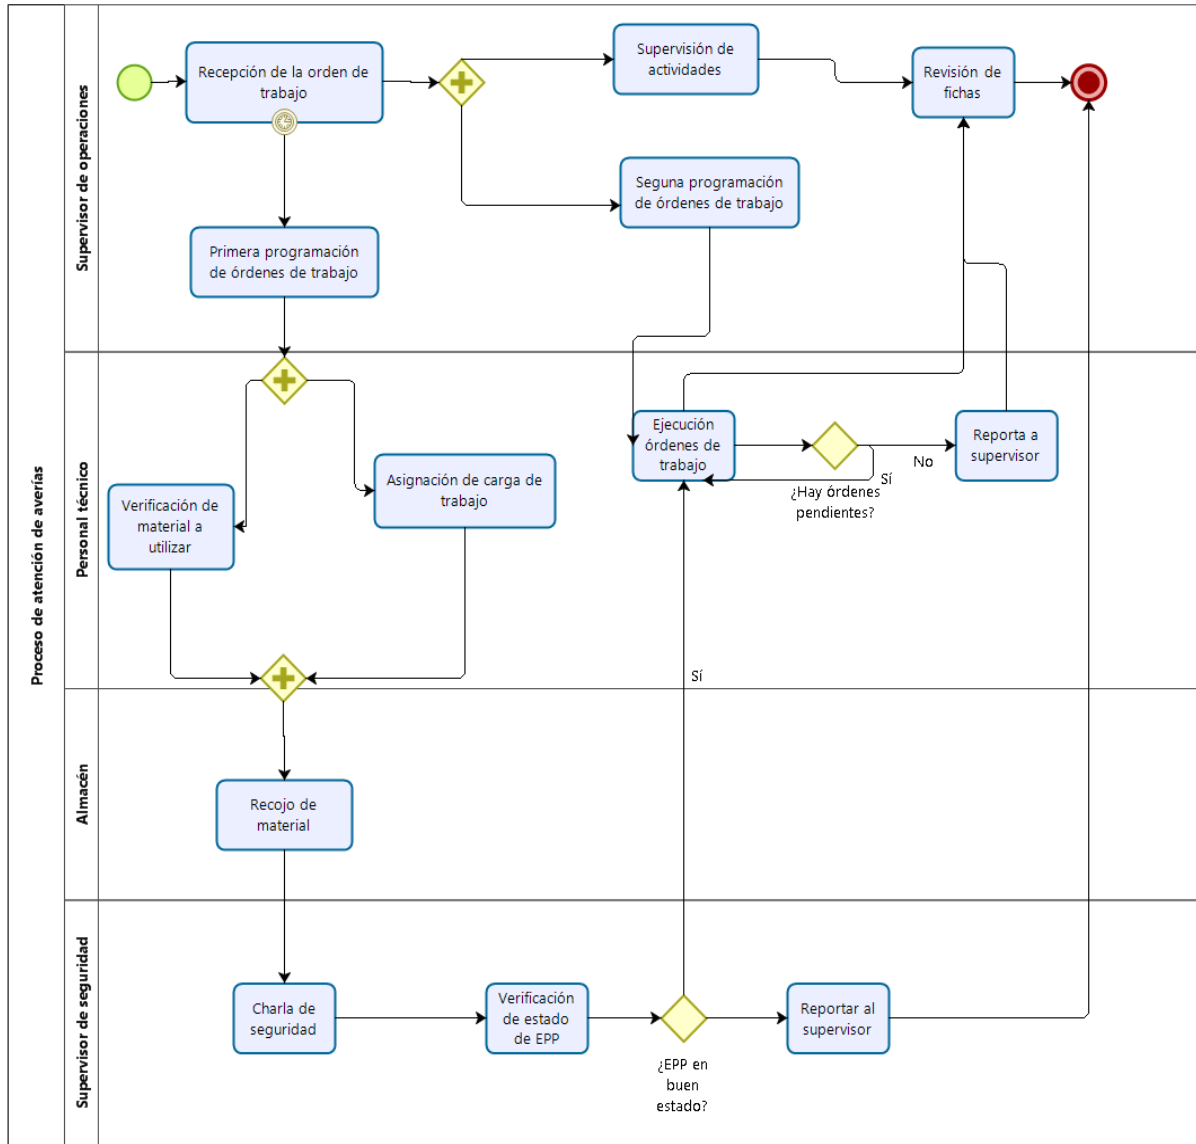 Proceso de atención de averías
Supervisor de operaciones
Recepción de la orden de
trabajo
Supervisión de
actividades
Revisión de
fichas
Seguna programación
de órdenes de trabajo
Primera programación
de órdenes de trabajo
Personal técnico
Ejecución
órdenes de
trabajo
¿Hay órdenes
pendientes?
Sí
No
Reporta a
supervisor
Asignación de carga de
trabajo
Verificación de
material a
utilizar
Sí
Almacén
Recojo de
material
Supervisor de seguridad
Charla de
seguridad
Verificación
de estado
de EPP
¿EPP en
buen
estado?
Reportar al
supervisor